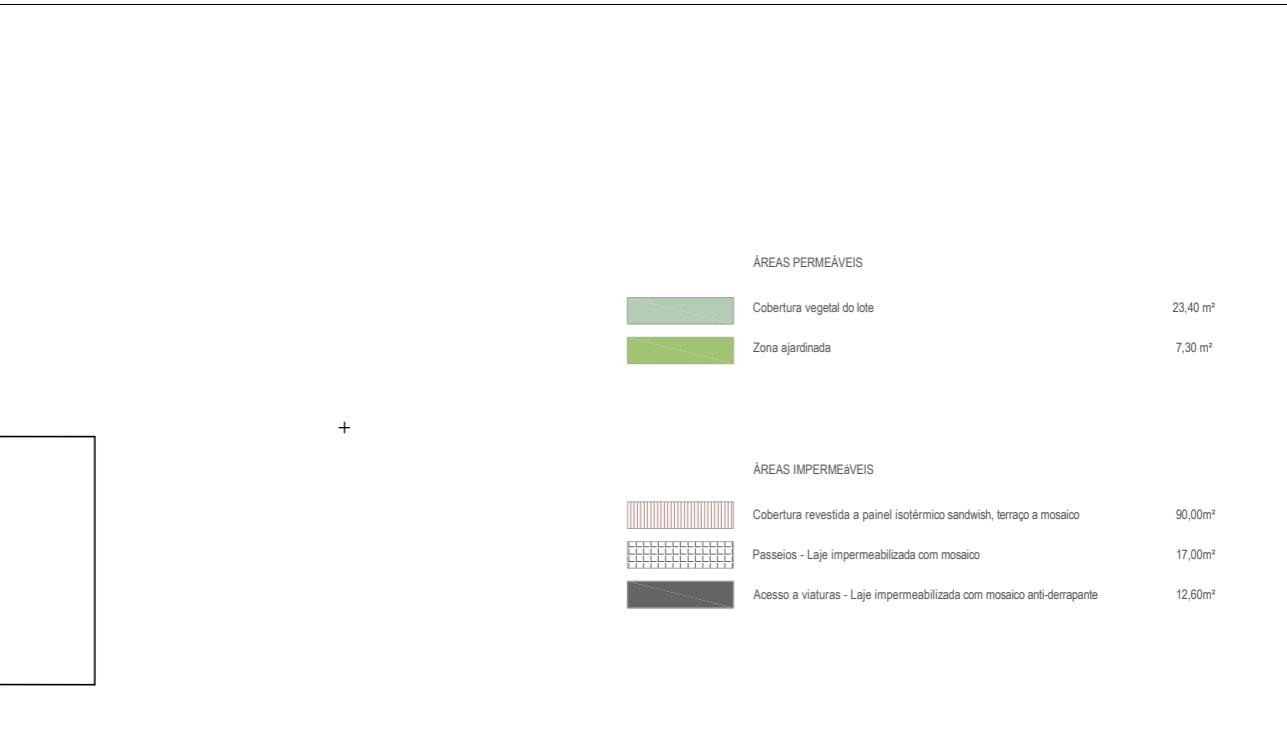 ÁREAS PERMEÁVEIS
Cobertura vegetal do lote 23,40 m²
Zona ajardinada 7,30 m²
ÁREAS IMPERMEáVEIS
Cobertura revestida a painel isotérmico sandwish, terraço a mosaico 90,00m²
Passeios - Laje impermeabilizada com mosaico 17,00m²
Acesso a viaturas - Laje impermeabilizada com mosaico anti-derrapante 12,60m²